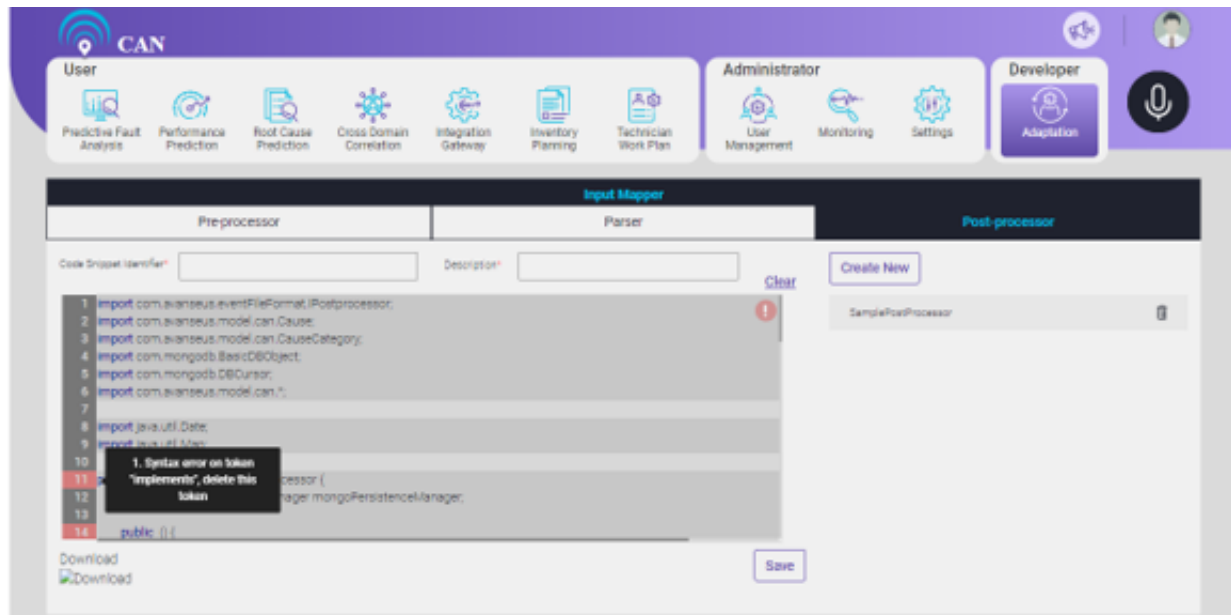 CAN
User
Administrator
Developer
Predictive Fault Analysis
Performance Prediction
Root Cause Prediction
Cross Domain Correlation
Integration Gateway
Inventory Planning
Technician Work Plan
User Management
Monitoring
Settings
Adaptation
Input Mapper
Pre-processor
Parser
Post-processor
Code Snippet Identifier*
Description*
Clear
Create New
SamplePostProcessor
1 import com.avanseus.eventFileFormat.IPostprocessor;
2 import com.avanseus.model.can.Cause;
3 import com.avanseus.model.can.CauseCategory;
4 import com.mongodb.BasicDBObject;
5 import com.mongodb.DBCursor;
6 import com.avanseus.model.can.*;
7
8 import java.util.Date;
9 import java.util.Map;
10
11 cessor {
12 nager mongoPersistenceManager;
13
14 public () {
1. Syntax error on token
"implements", delete this
token
Download
Download
Save